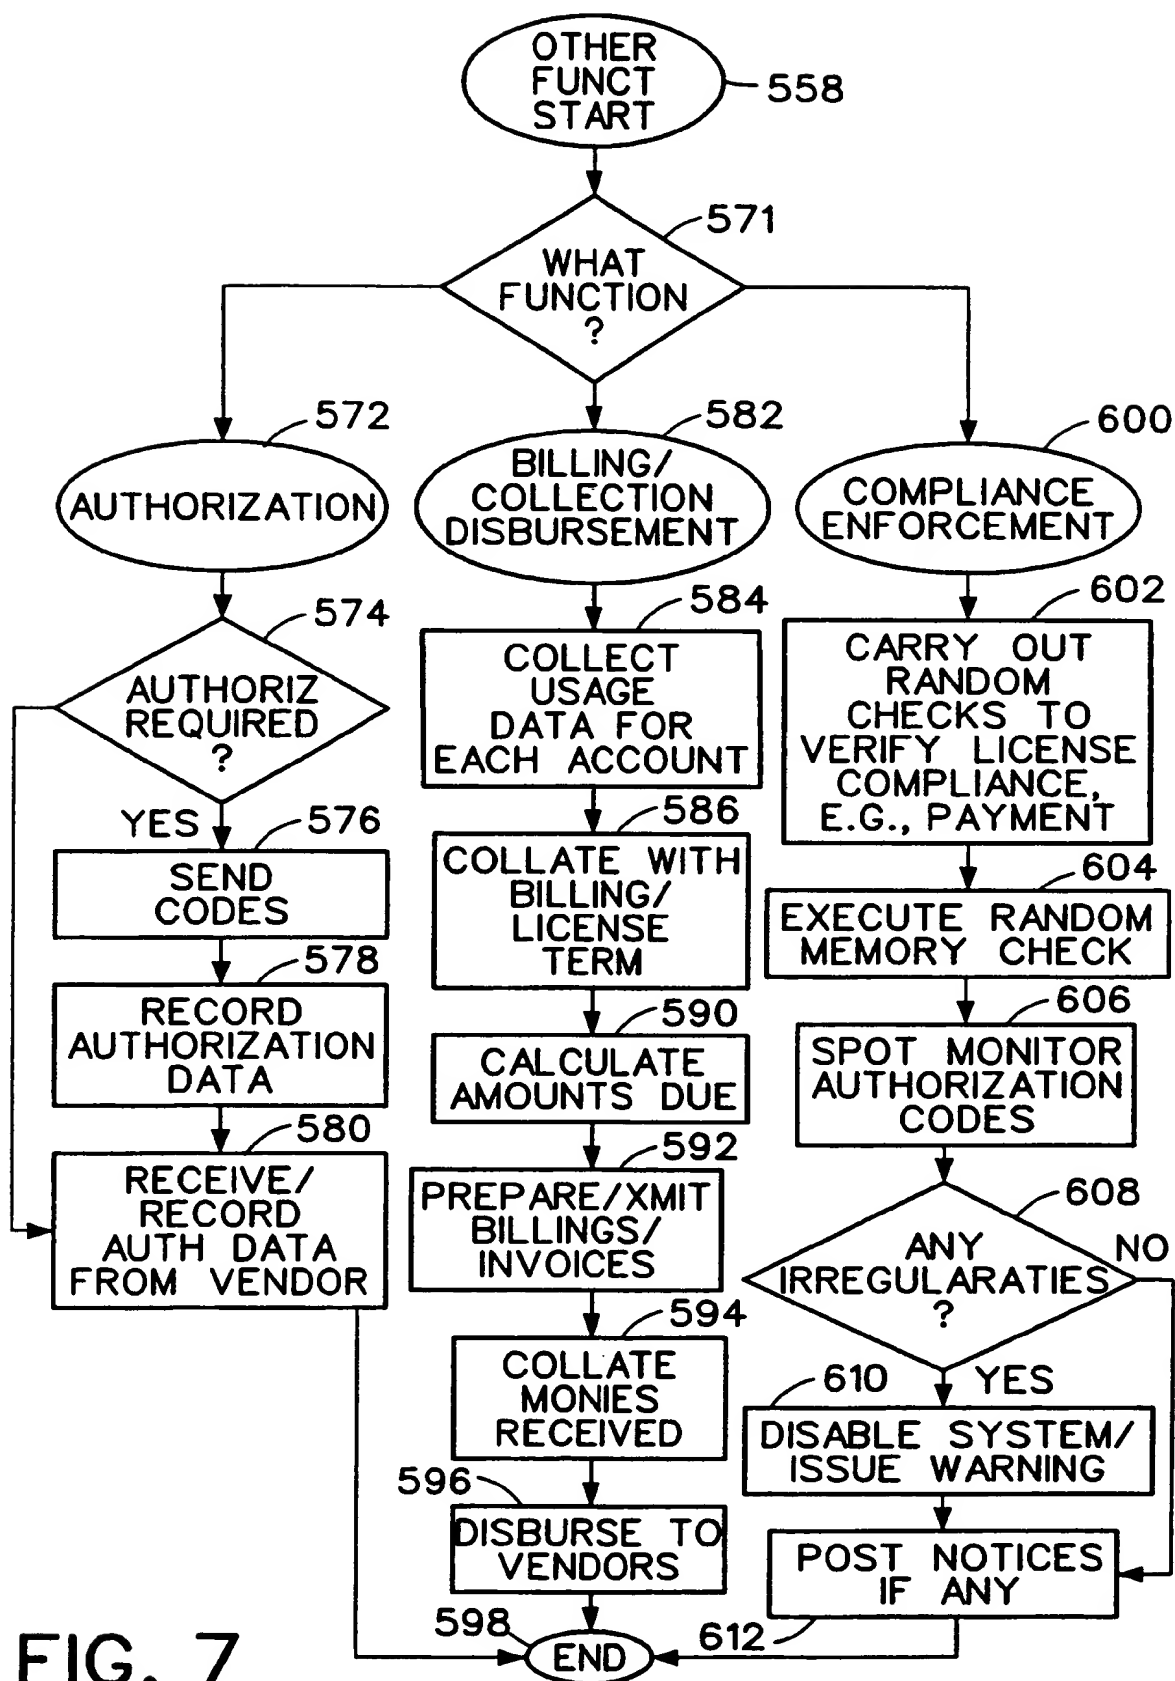 OTHER
FUNCT
START
558
571
WHAT
FUNCTION
?
572
AUTHORIZATION
574
AUTHORIZ
REQUIRED
?
YES
576
SEND
CODES
578
RECORD
AUTHORIZATION
DATA
580
RECEIVE/
RECORD
AUTH DATA
FROM VENDOR
582
BILLING/
COLLECTION
DISBURSEMENT
584
COLLECT
USAGE
DATA FOR
EACH ACCOUNT
586
COLLATE WITH
BILLING/
LICENSE
TERM
590
CALCULATE
AMOUNTS DUE
592
PREPARE/XMIT
BILLINGS/
INVOICES
594
COLLATE
MONIES
RECEIVED
596
DISBURSE TO
VENDORS
598
END
600
COMPLIANCE
ENFORCEMENT
602
CARRY OUT
RANDOM
CHECKS TO
VERIFY LICENSE
COMPLIANCE,
E.G., PAYMENT
604
EXECUTE RANDOM
MEMORY CHECK
606
SPOT MONITOR
AUTHORIZATION
CODES
608
ANY
IRREGULARATIES
?
NO
YES
610
DISABLE SYSTEM/
ISSUE WARNING
POST NOTICES
IF ANY
612
FIG. 7